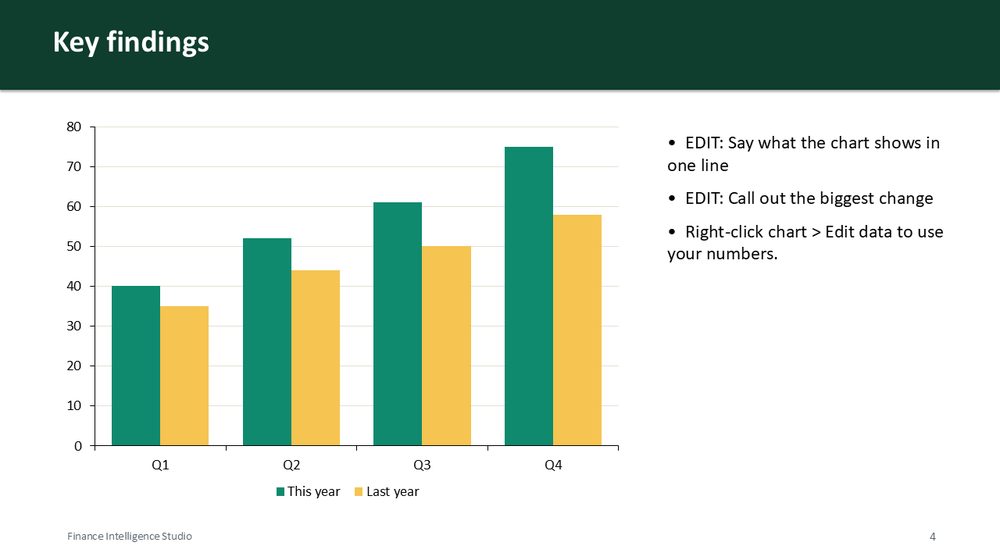 Key findings
80
70
60
50
40
30
20
10
0
Q1 Q2 Q3 Q4
This year Last year
• EDIT: Say what the chart shows in
one line
• EDIT: Call out the biggest change
• Right-click chart > Edit data to use
your numbers.
Finance Intelligence Studio 4